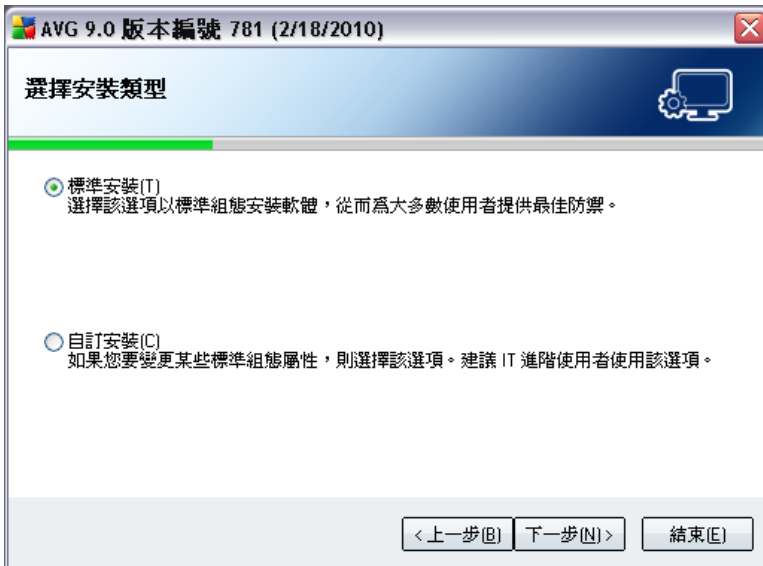 AVG 9.0 版本編號 781 (2/18/2010)
選擇安裝類型
標準安裝(T)
選擇該選項以標準組態安裝軟體，從而為大多數使用者提供最佳防禦。
自訂安裝(C)
如果您要變更某些標準組態屬性，則選擇該選項。建議 IT 進階使用者使用該選項。
<上一步(B) 下一步(N)> 結束(E)